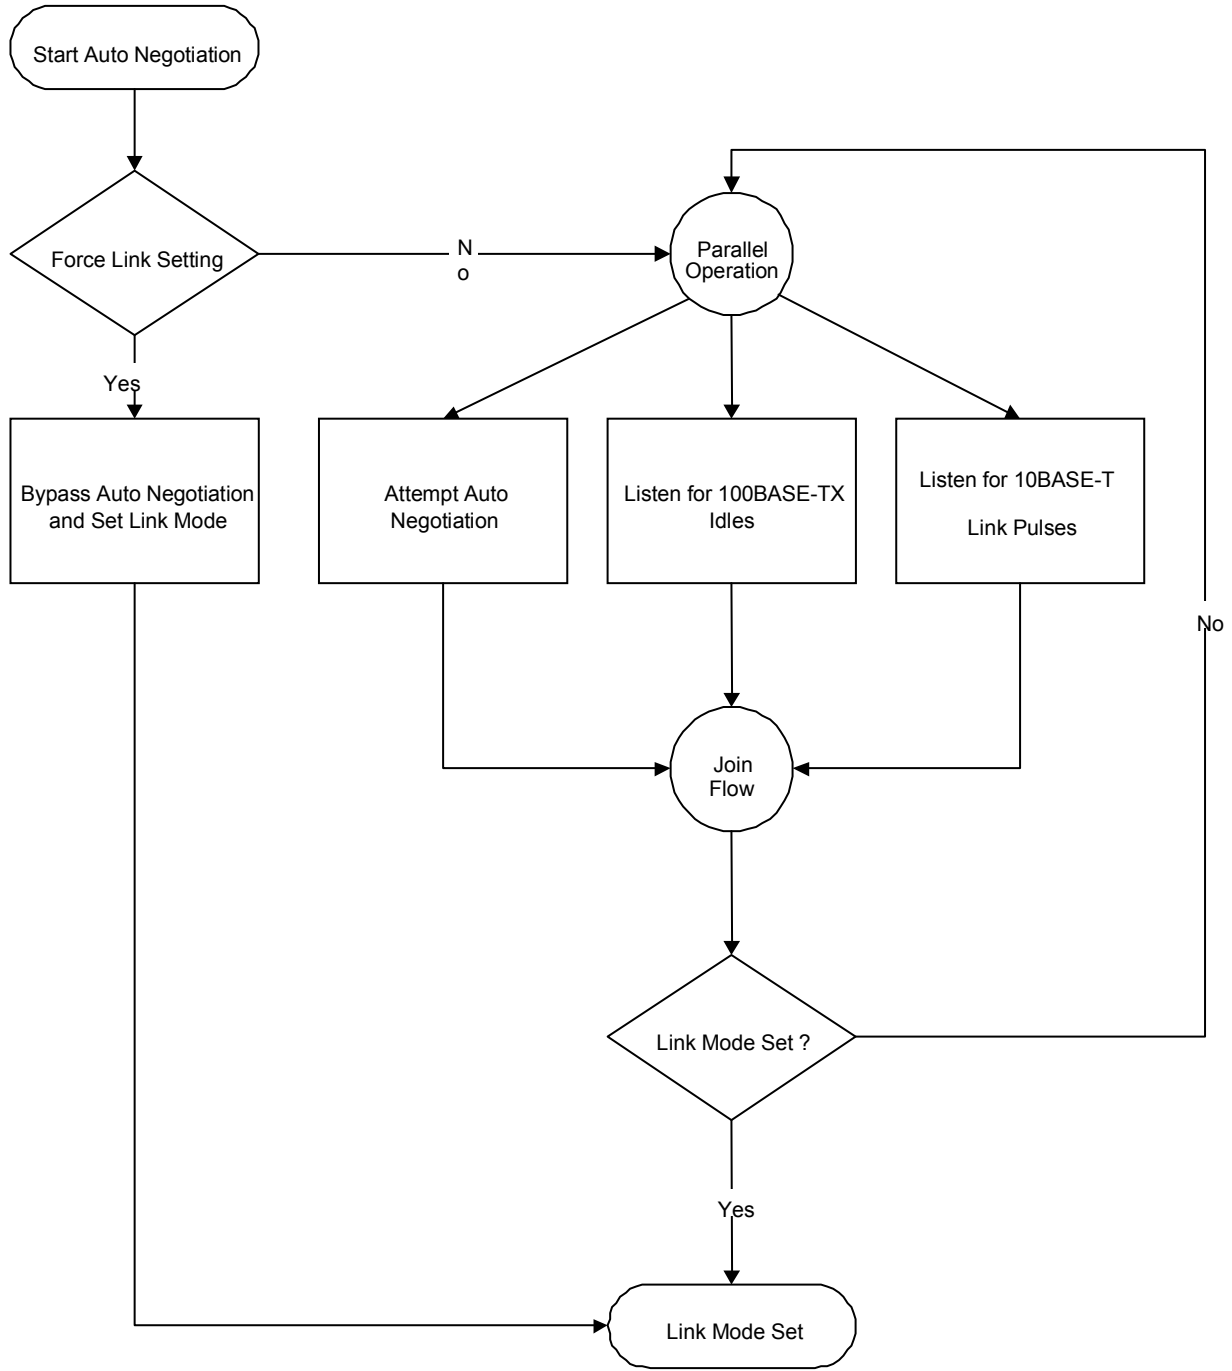 Start Auto Negotiation
Force Link Setting
N
o
Parallel
Operation
Yes
Bypass Auto Negotiation
and Set Link Mode
Attempt Auto
Negotiation
Listen for 100BASE-TX
Idles
Listen for 10BASE-T
Link Pulses
No
Join
Flow
Link Mode Set ?
Yes
Link Mode Set